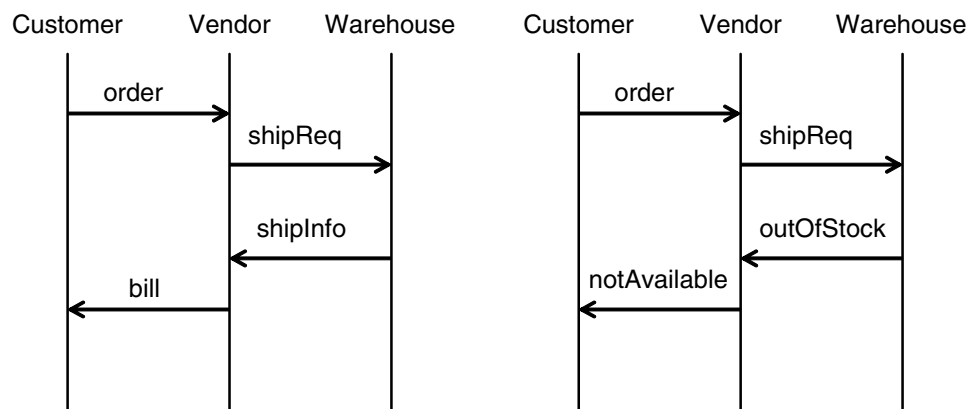 Customer Vendor Warehouse
order
shipReq
shipInfo
bill
Customer Vendor Warehouse
order
shipReq
outOfStock
notAvailable